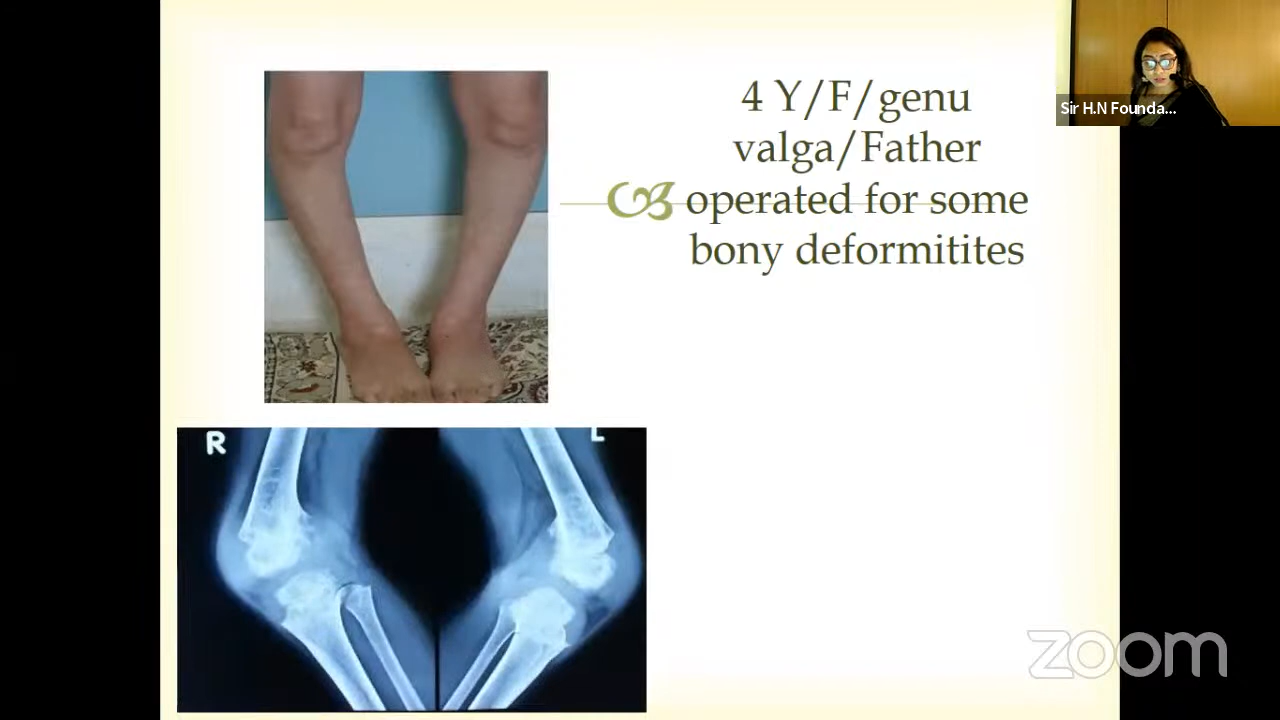 4 Y/F/genu
valga/Father
operated for some
bony deformitites
Sir H.N Founda...
R
L
zoom